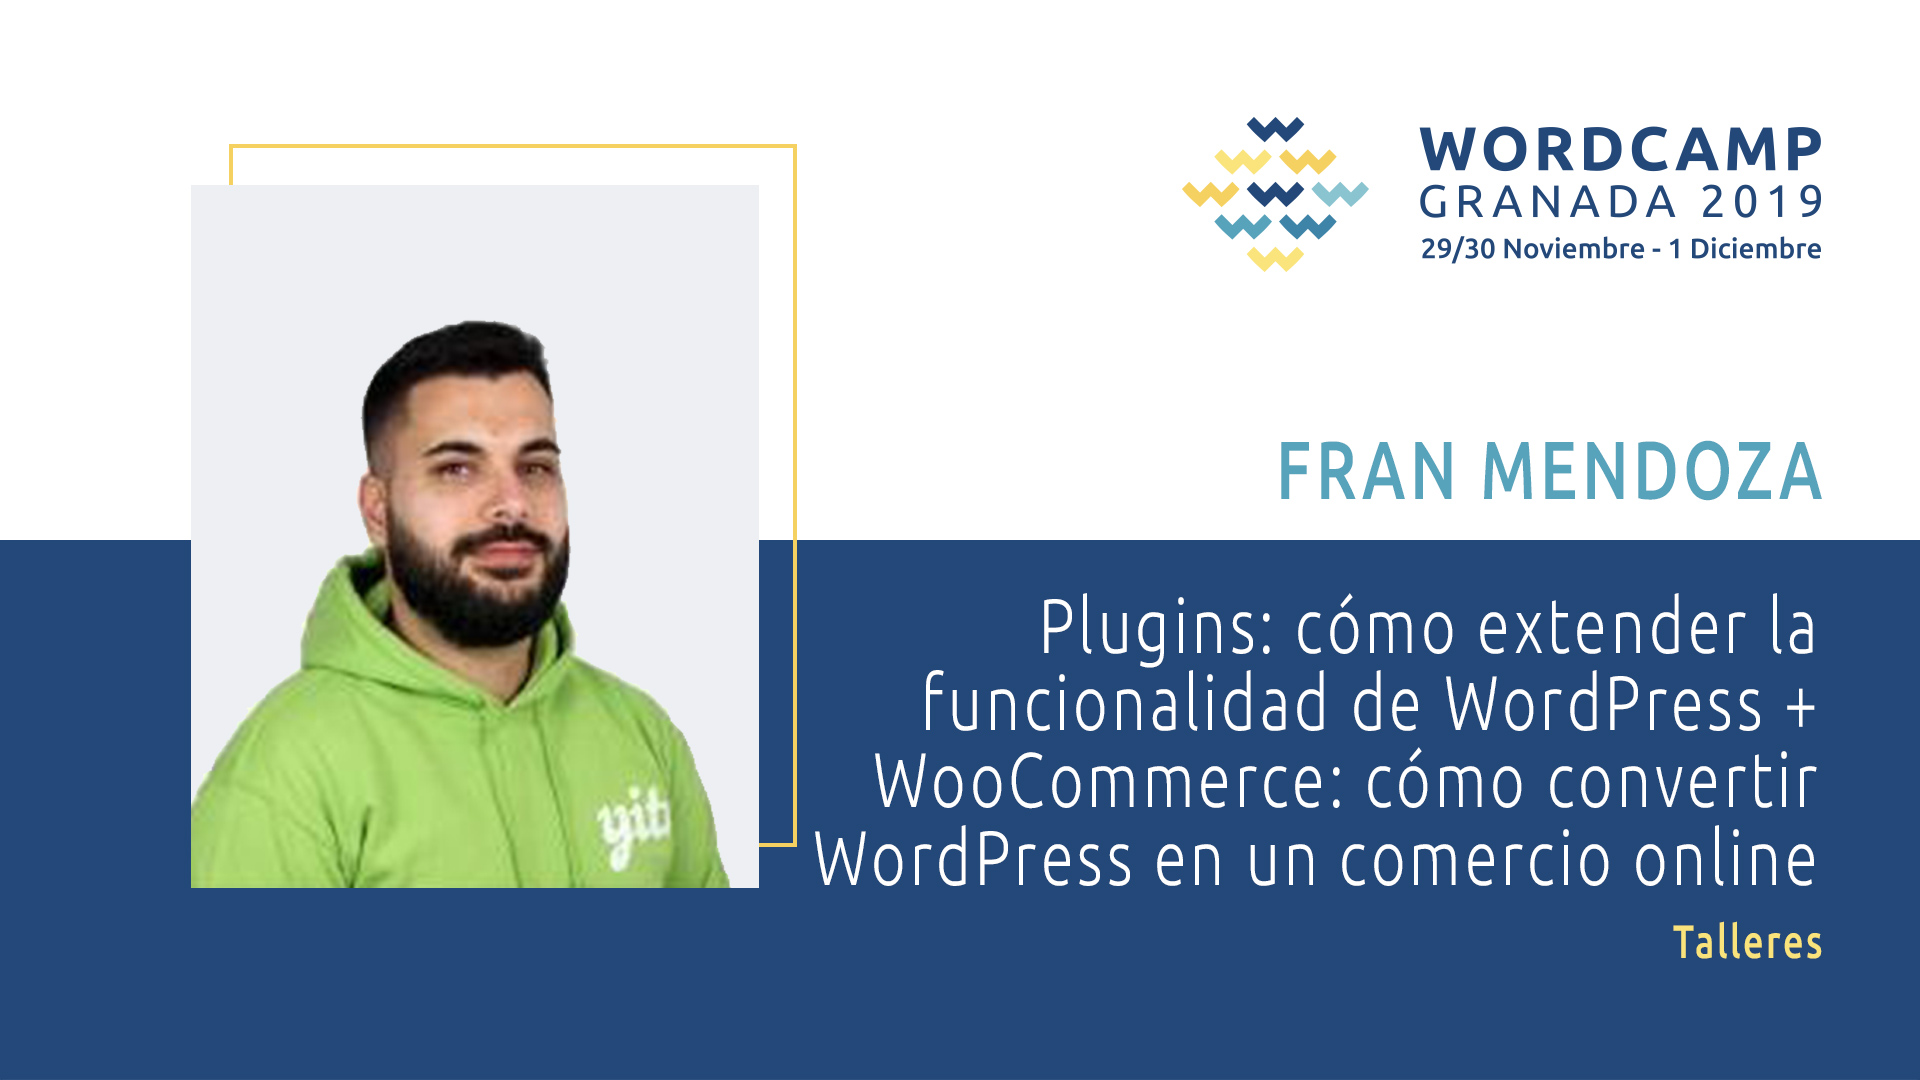 WORDCAMP
GRANADA 2019
29/30 Noviembre - 1 Diciembre
FRAN MENDOZA
Plugins: cómo extender la
funcionalidad de WordPress +
WooCommerce: cómo convertir
WordPress en un comercio online
Talleres